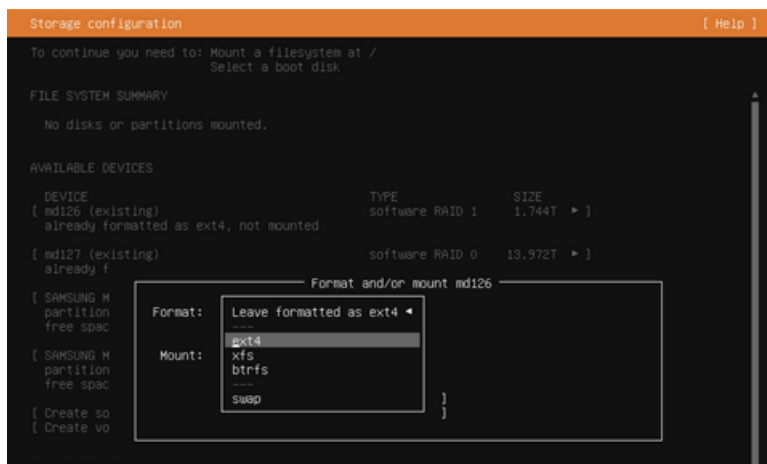 Storage configuration [ Help ]
To continue you need to: Mount a filesystem at /
Select a boot disk
FILE SYSTEM SUMMARY
No disks or partitions mounted.
AVAILABLE DEVICES
DEVICE TYPE SIZE
[ md126 (existing) software RAID 1 1.744T ▸ ]
already formatted as ext4, not mounted
[ md127 (existing) software RAID 0 13.972T ▸ ]
already f
Format and/or mount md126
[ SAMSUNG M
partition Format: Leave formatted as ext4 ◂
free spac ---
ext4
[ SAMSUNG M Mount: xfs
partition btrfs
free spac ---
swap ]
[ Create so ]
[ Create vo